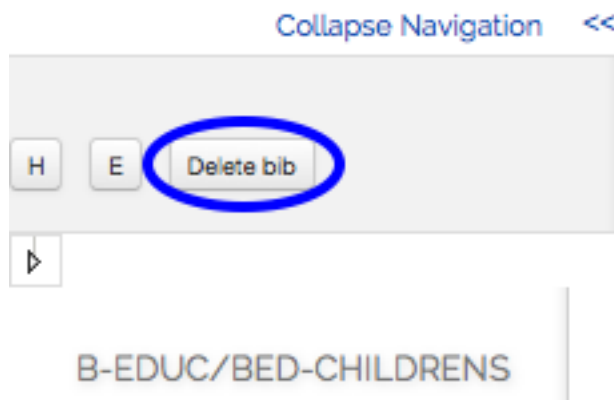 Collapse Navigation <<
H E Delete bib
B-EDUC/BED-CHILDRENS